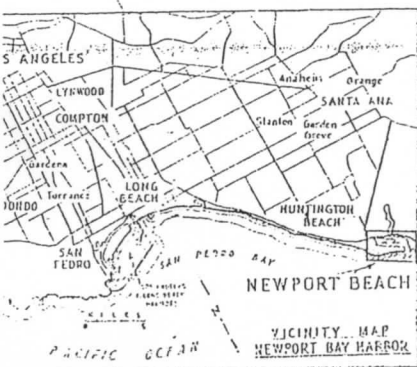 S ANGELES
Anaheim
Orange
LYNWOOD
SANTA ANA
COMPTON
Stanton
Garden
Grove
Gardena
LONG
BEACH
Torrance
ONDO
HUNTINGTON
BEACH
SAN
PEDRO
SAN PEDRO BAY
NEWPORT BEACH
N
VICINITY MAP
NEWPORT BAY HARBOR
PACIFIC OCEAN